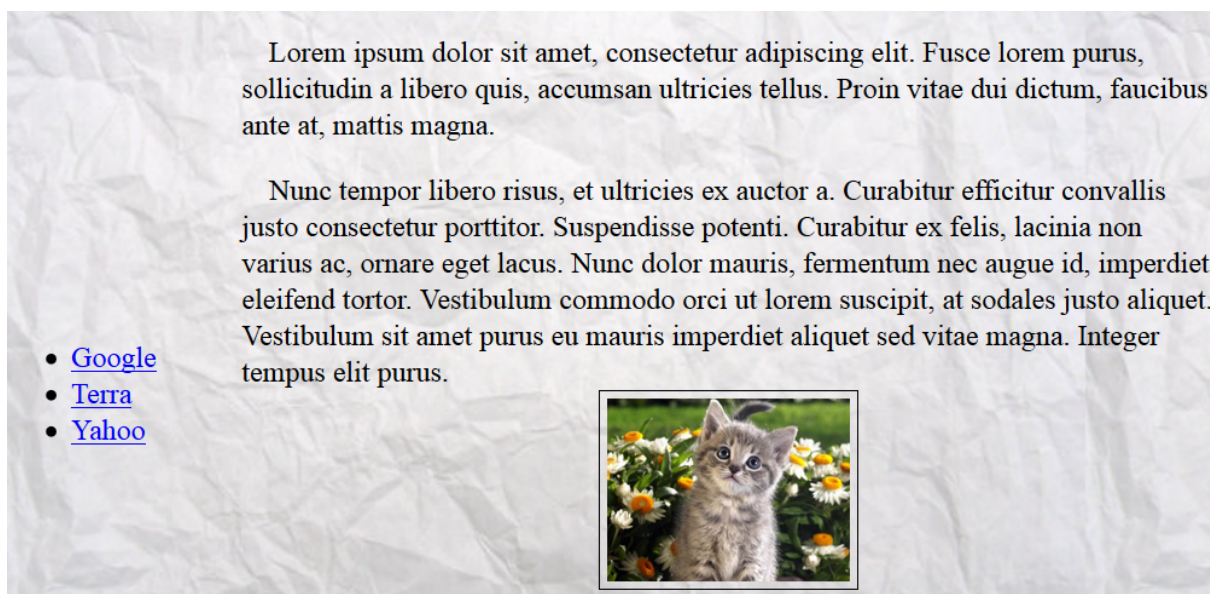 Lorem ipsum dolor sit amet, consectetur adipiscing elit. Fusce lorem purus,
sollicitudin a libero quis, accumsan ultricies tellus. Proin vitae dui dictum, faucibus
ante at, mattis magna.
Nunc tempor libero risus, et ultricies ex auctor a. Curabitur efficitur convallis
justo consectetur porttitor. Suspendisse potenti. Curabitur ex felis, lacinia non
varius ac, ornare eget lacus. Nunc dolor mauris, fermentum nec augue id, imperdiet
eleifend tortor. Vestibulum commodo orci ut lorem suscipit, at sodales justo aliquet.
Vestibulum sit amet purus eu mauris imperdiet aliquet sed vitae magna. Integer
tempus elit purus.
Google
Terra
Yahoo